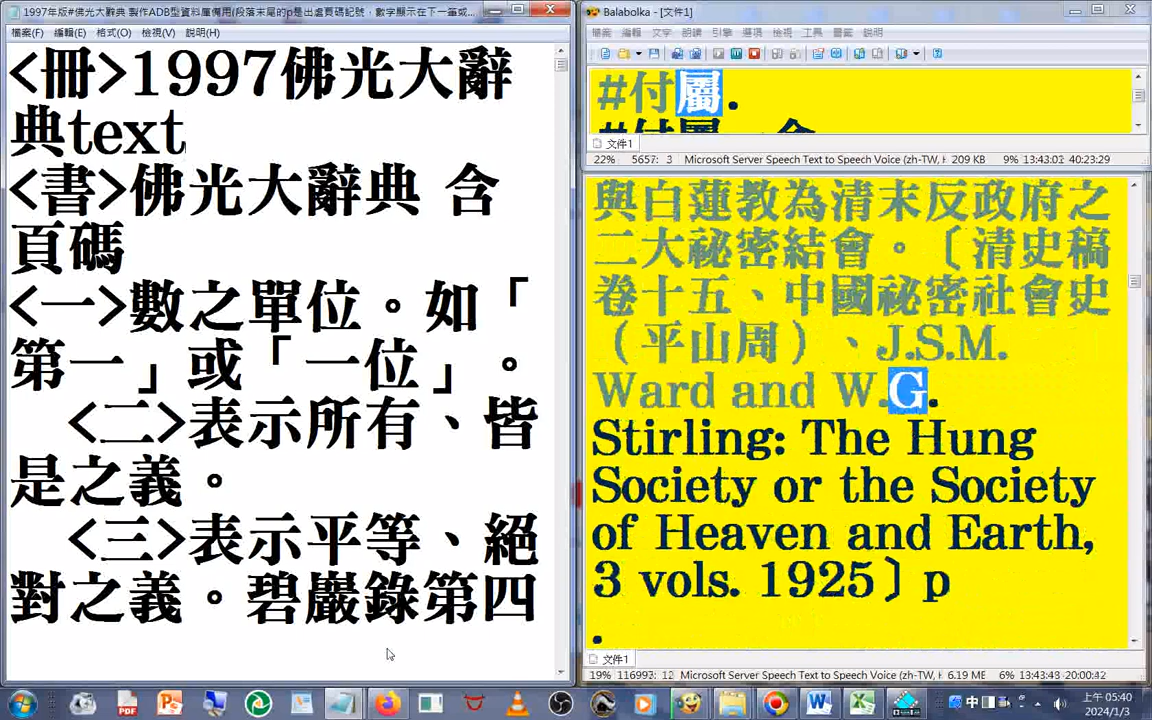 1997年版#佛光大辭典 製作ADB型資料庫備用(段落末尾的p是出處頁碼記號，數字顯示在下一筆或...
檔案(F) 編輯(E) 格式(O) 檢視(V) 說明(H)
<冊>1997佛光大辭
典text
<書>佛光大辭典 含
頁碼
<一>數之單位。如「
第一」或「一位」。
<二>表示所有、皆
是之義。
<三>表示平等、絕
對之義。碧巖錄第四
Balabolka - [文件1]
檔案 編輯 文字 朗讀 引擎 選項 檢視 工具 書籤 說明
#付屬.
文件1
22% 5657: 3 Microsoft Server Speech Text to Speech Voice (zh-TW, H 209 KB 9% 13:43:02 40:23:29
與白蓮教為清末反政府之
二大祕密結會。〔清史稿
卷十五、中國祕密社會史
（平山周）、J.S.M.
Ward and W.G.
Stirling: The Hung
Society or the Society
of Heaven and Earth,
3 vols. 1925〕p
.
文件1
19% 116993: 12 Microsoft Server Speech Text to Speech Voice (zh-TW, H 6.19 MB 6% 13:43:43 20:00:42
中
上午 05:40
2024/1/3